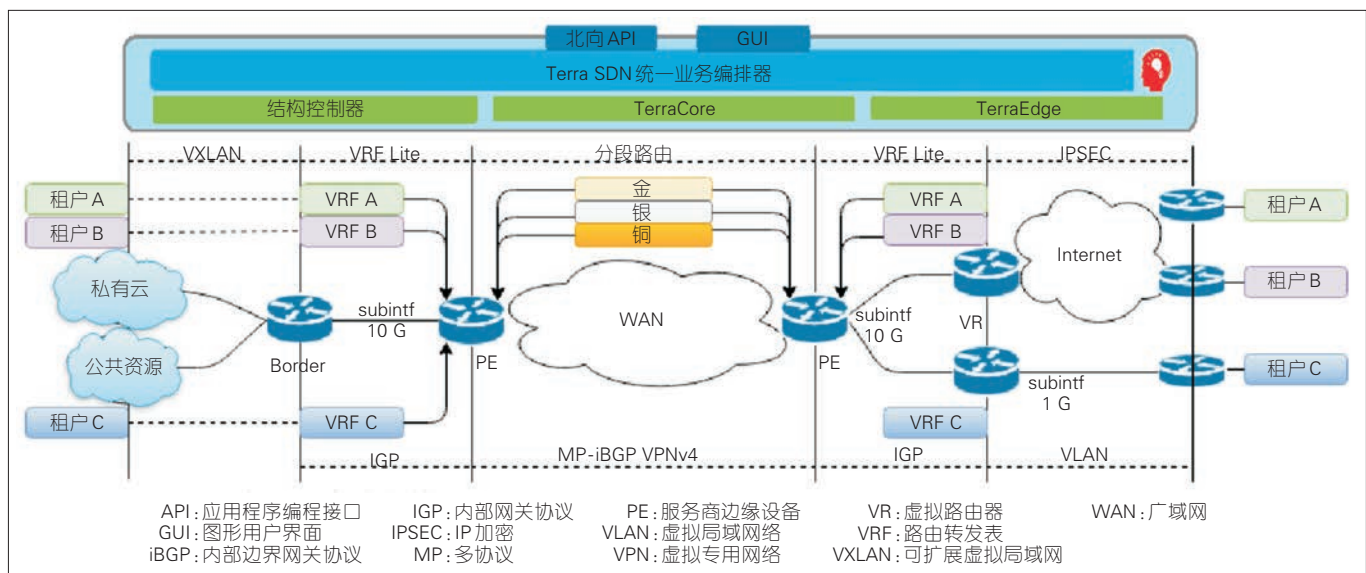 北向API GUI
Terra SDN统一业务编排器
结构控制器 TerraCore TerraEdge
VXLAN VRF Lite 分段路由 VRF Lite IPSEC
租户A VRF A 金 VRF A 租户A
租户B VRF B 银 VRF B
铜
Internet
私有云 租户B
subintf WAN subintf
10 G 10 G VR
公共资源 Border PE PE 租户C
subintf
1 G
租户C VRF C VRF C
IGP MP-iBGP VPNv4 IGP VLAN
API:应用程序编程接口 IGP:内部网关协议 PE:服务商边缘设备 VR:虚拟路由器 WAN:广域网
GUI:图形用户界面 IPSEC:IP加密 VLAN:虚拟局域网络 VRF:路由转发表
iBGP:内部边界网关协议 MP:多协议 VPN:虚拟专用网络 VXLAN:可扩展虚拟局域网